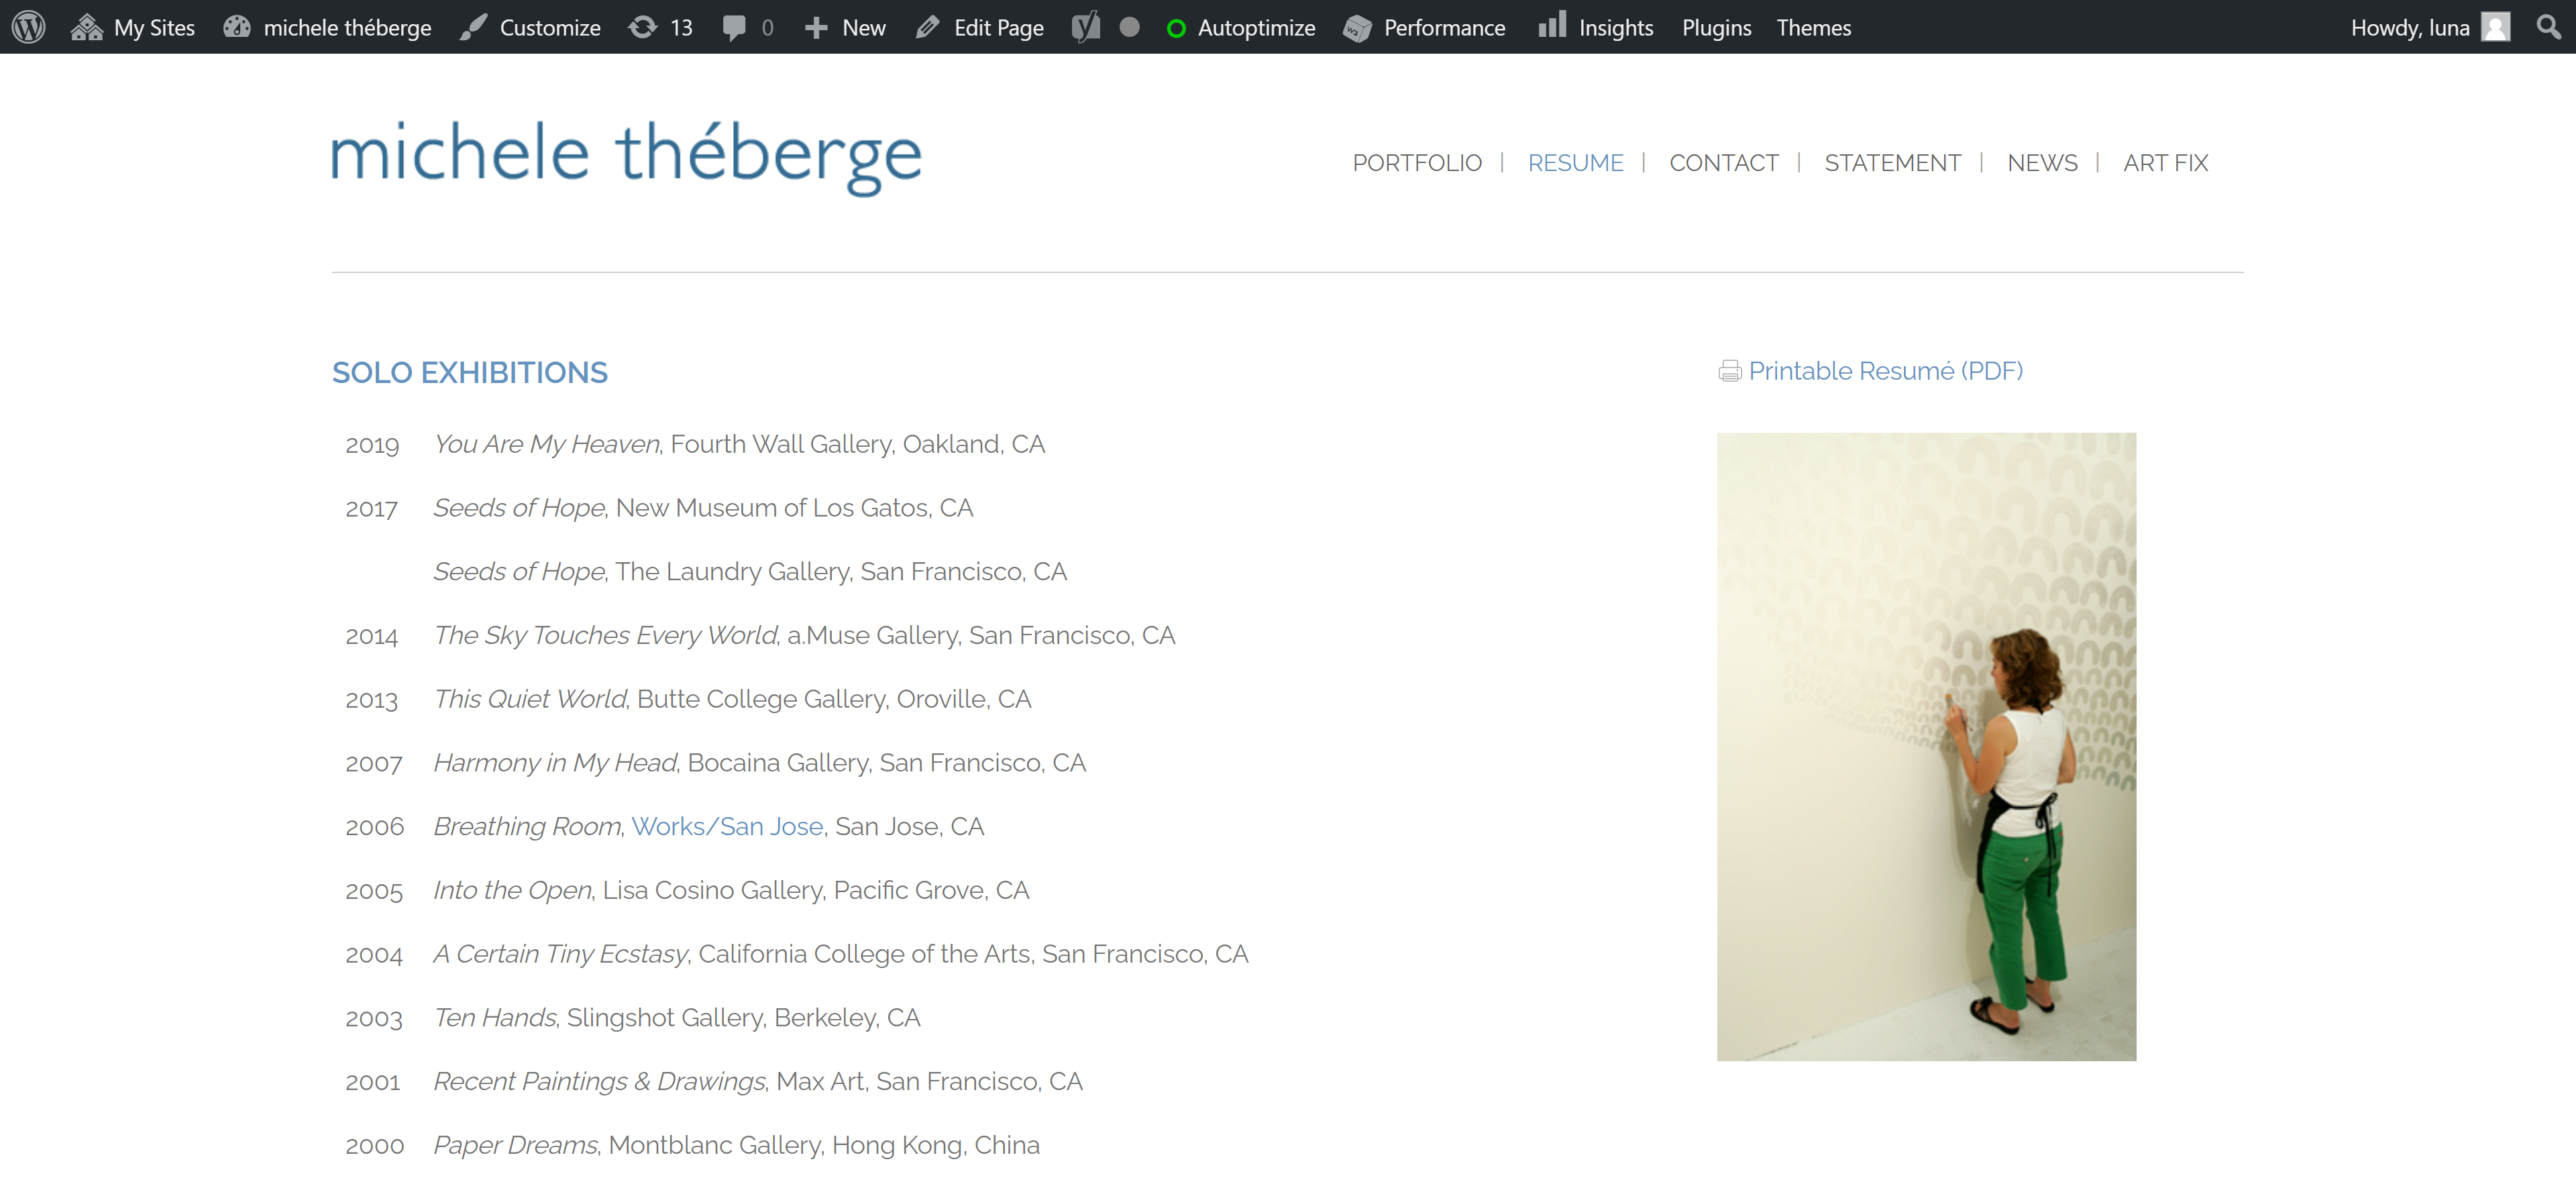 My Sites michele théberge Customize 13 0 New Edit Page Autoptimize Performance Insights Plugins Themes Howdy, luna
michele théberge
PORTFOLIO | RESUME | CONTACT | STATEMENT | NEWS | ART FIX
SOLO EXHIBITIONS
Printable Resumé (PDF)
2019 You Are My Heaven, Fourth Wall Gallery, Oakland, CA
2017 Seeds of Hope, New Museum of Los Gatos, CA
Seeds of Hope, The Laundry Gallery, San Francisco, CA
2014 The Sky Touches Every World, a.Muse Gallery, San Francisco, CA
2013 This Quiet World, Butte College Gallery, Oroville, CA
2007 Harmony in My Head, Bocaina Gallery, San Francisco, CA
2006 Breathing Room, Works/San Jose, San Jose, CA
2005 Into the Open, Lisa Cosino Gallery, Pacific Grove, CA
2004 A Certain Tiny Ecstasy, California College of the Arts, San Francisco, CA
2003 Ten Hands, Slingshot Gallery, Berkeley, CA
2001 Recent Paintings & Drawings, Max Art, San Francisco, CA
2000 Paper Dreams, Montblanc Gallery, Hong Kong, China